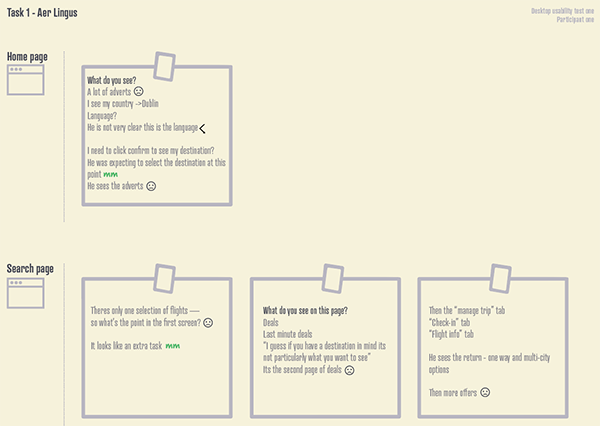 Task 1 - Aer Lingus
Desktop usability test one
Participant one
Home page
What do you see?
A lot of adverts
I see my country ->Dublin
Language?
He is not very clear this is the language
I need to click confirm to see my destination?
He was expecting to select the destination at this
point mm
He sees the adverts
Search page
Theres only one selection of flights —
so what's the point in the first screen?
It looks like an extra task mm
What do you see on this page?
Deals
Last minute deals
"I guess if you have a destination in mind its
not particularly what you want to see"
Its the second page of deals
Then the "manage trip" tab
"Check-in" tab
"Flight info" tab
He sees the return - one way and multi-city
options
Then more offers